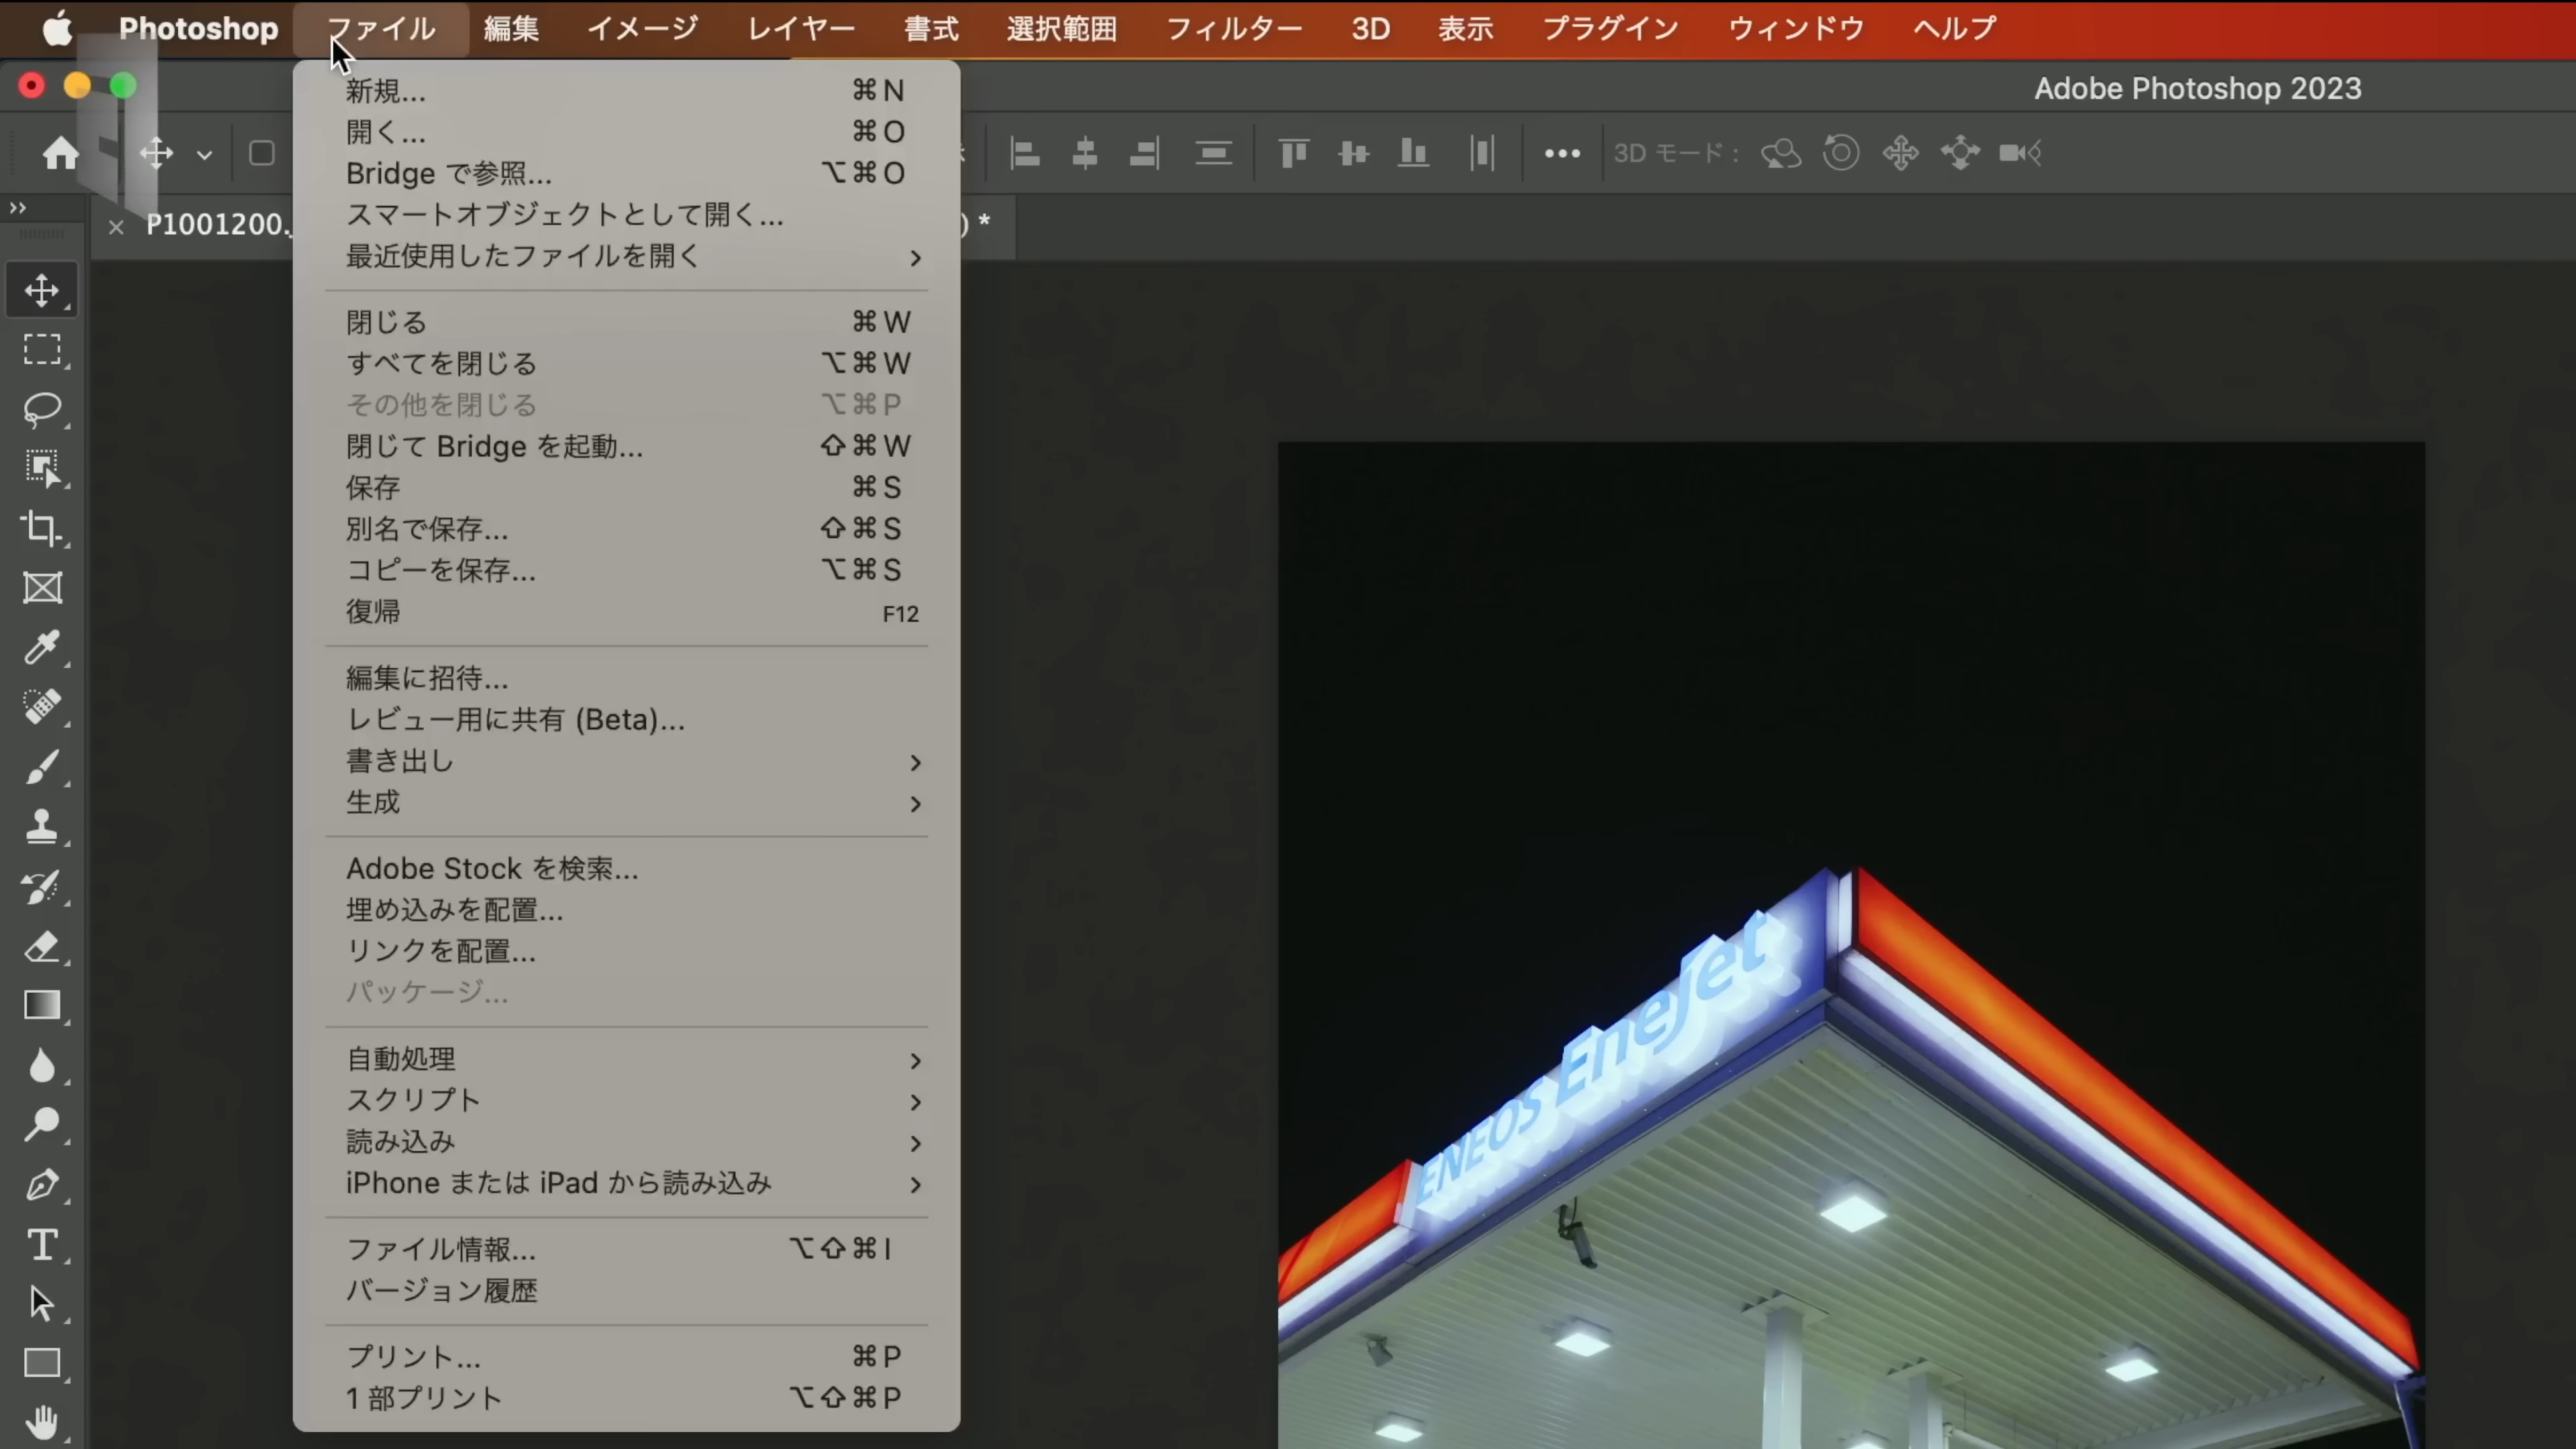 Photoshop ファイル 編集 イメージ レイヤー 書式 選択範囲 フィルター 3D 表示 プラグイン ウィンドウ ヘルプ
Adobe Photoshop 2023
3D モード :
P1001200. ) *
新規... ⌘N
開く... ⌘O
Bridge で参照... ⌥⌘O
スマートオブジェクトとして開く...
最近使用したファイルを開く
閉じる ⌘W
すべてを閉じる ⌥⌘W
その他を閉じる ⌥⌘P
閉じて Bridge を起動... ⇧⌘W
保存 ⌘S
別名で保存... ⇧⌘S
コピーを保存... ⌥⌘S
復帰 F12
編集に招待...
レビュー用に共有 (Beta)...
書き出し
生成
Adobe Stock を検索...
埋め込みを配置...
リンクを配置...
パッケージ...
自動処理
スクリプト
読み込み
iPhone または iPad から読み込み
ファイル情報... ⌥⇧⌘I
バージョン履歴
プリント... ⌘P
1 部プリント ⌥⇧⌘P
ENEOS EneJet